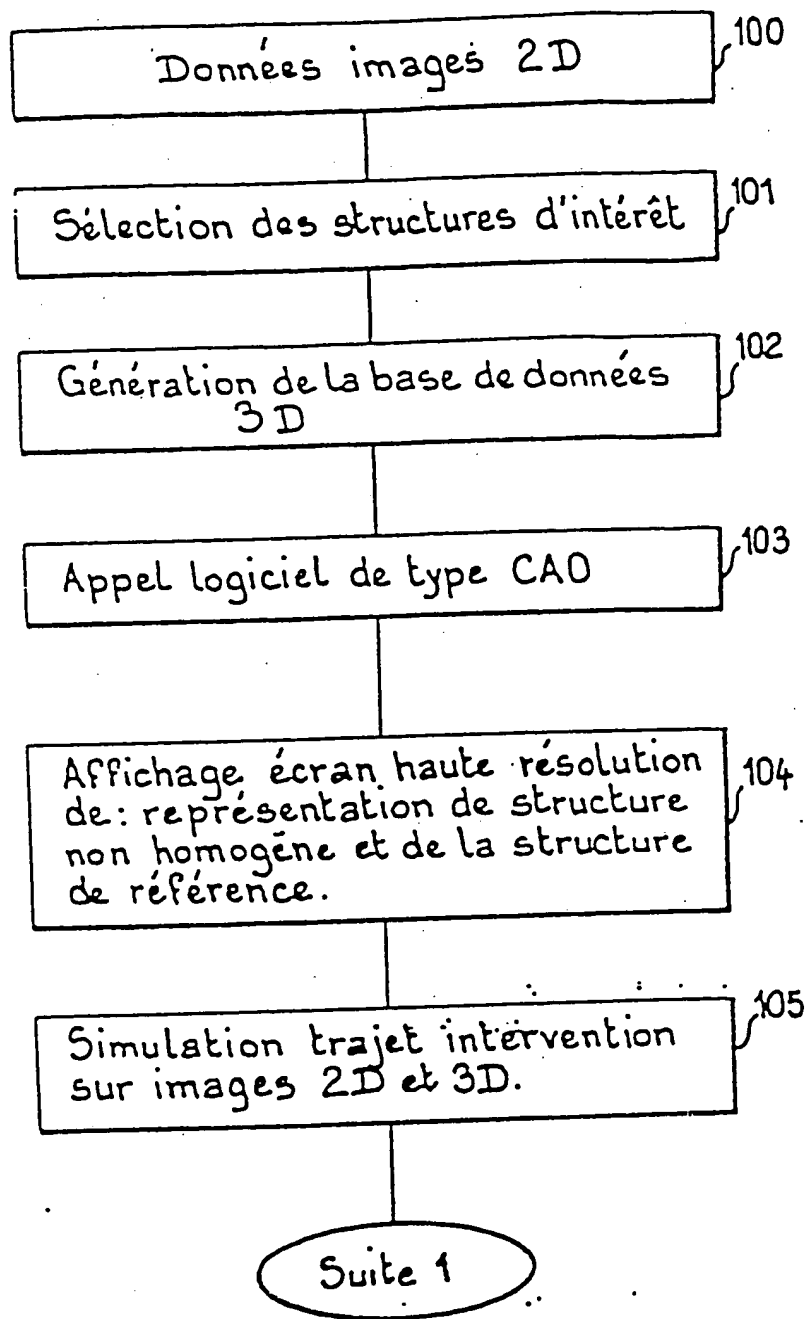 100
Données images 2D
101
Sélection des structures d'intérêt
102
Génération de la base de données
3D
103
Appel logiciel de type CAO
104
Affichage écran haute résolution
de: représentation de structure
non homogène et de la structure
de référence.
105
Simulation trajet intervention
sur images 2D et 3D.
Suite 1